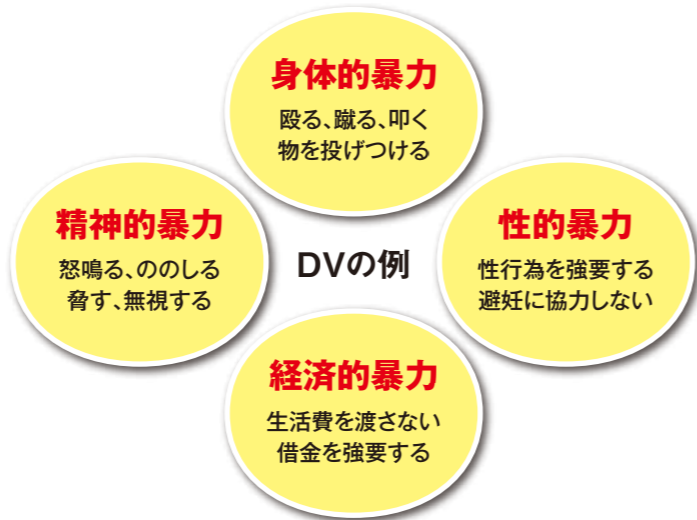 身体的暴力
殴る、蹴る、叩く
物を投げつける
精神的暴力
怒鳴る、ののしる
脅す、無視する
DVの例
性的暴力
性行為を強要する
避妊に協力しない
経済的暴力
生活費を渡さない
借金を強要する